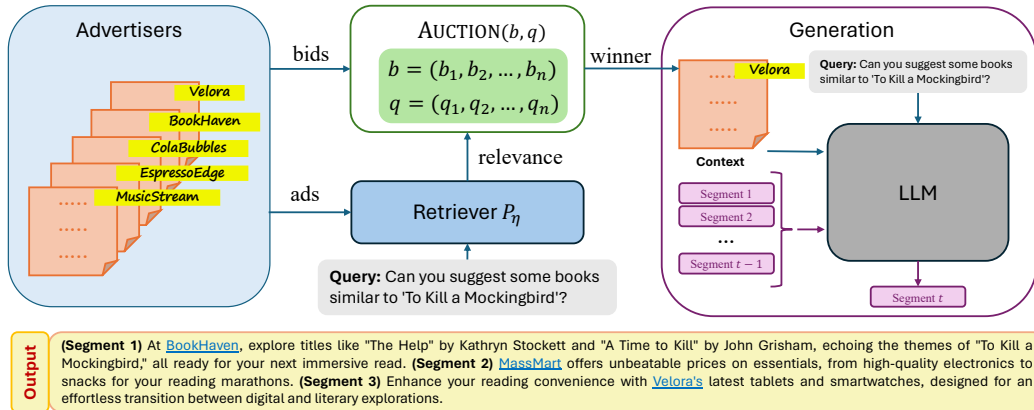 Advertisers
Velora
BookHaven
ColaBubbles
EspressoEdge
MusicStream
bids
ads
AUCTION(b, q)
b = (b₁, b₂, ..., bₙ)
q = (q₁, q₂, ..., qₙ)
relevance
Retriever Pη
Query: Can you suggest some books
similar to 'To Kill a Mockingbird'?
winner
Generation
Velora
Query: Can you suggest some books
similar to 'To Kill a Mockingbird'?
Context
Segment 1
Segment 2
...
Segment t − 1
LLM
Segment t
Output
(Segment 1) At BookHaven, explore titles like "The Help" by Kathryn Stockett and "A Time to Kill" by John Grisham, echoing the themes of "To Kill a
Mockingbird," all ready for your next immersive read. (Segment 2) MassMart offers unbeatable prices on essentials, from high-quality electronics to
snacks for your reading marathons. (Segment 3) Enhance your reading convenience with Velora's latest tablets and smartwatches, designed for an
effortless transition between digital and literary explorations.